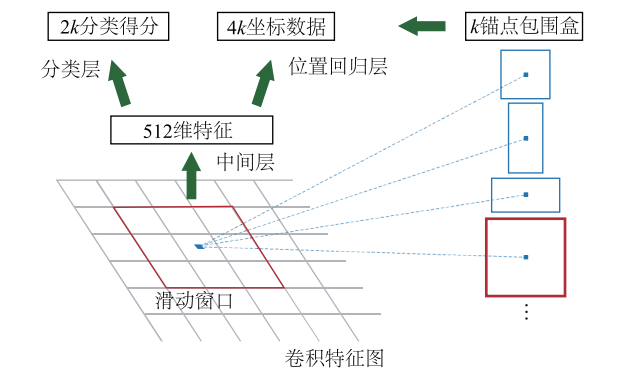 2k分类得分
4k坐标数据
k锚点包围盒
分类层
位置回归层
512维特征
中间层
滑动窗口
卷积特征图